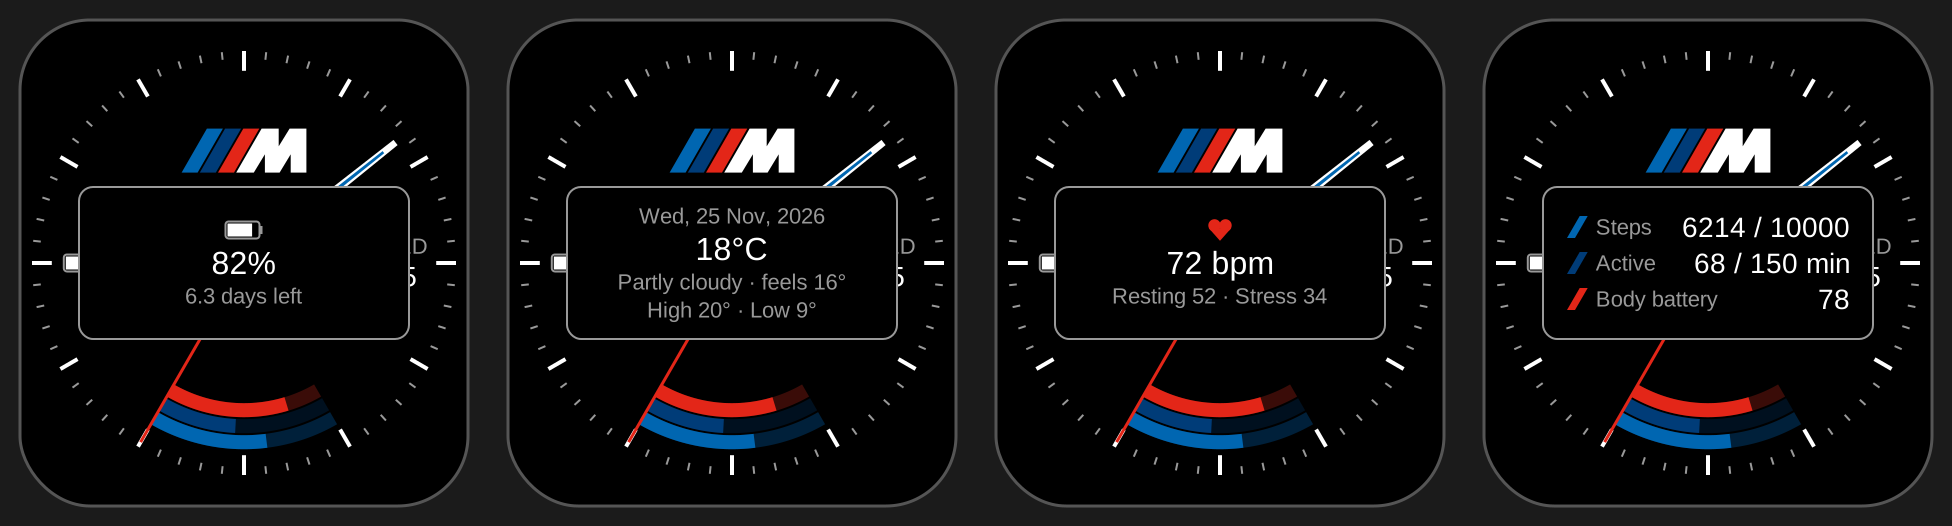 M
82%
6.3 days left
D
5
M
Wed, 25 Nov, 2026
18°C
Partly cloudy · feels 16°
High 20° · Low 9°
D
5
M
72 bpm
Resting 52 · Stress 34
D
5
M
Steps 6214 / 10000
Active 68 / 150 min
Body battery 78
D
5